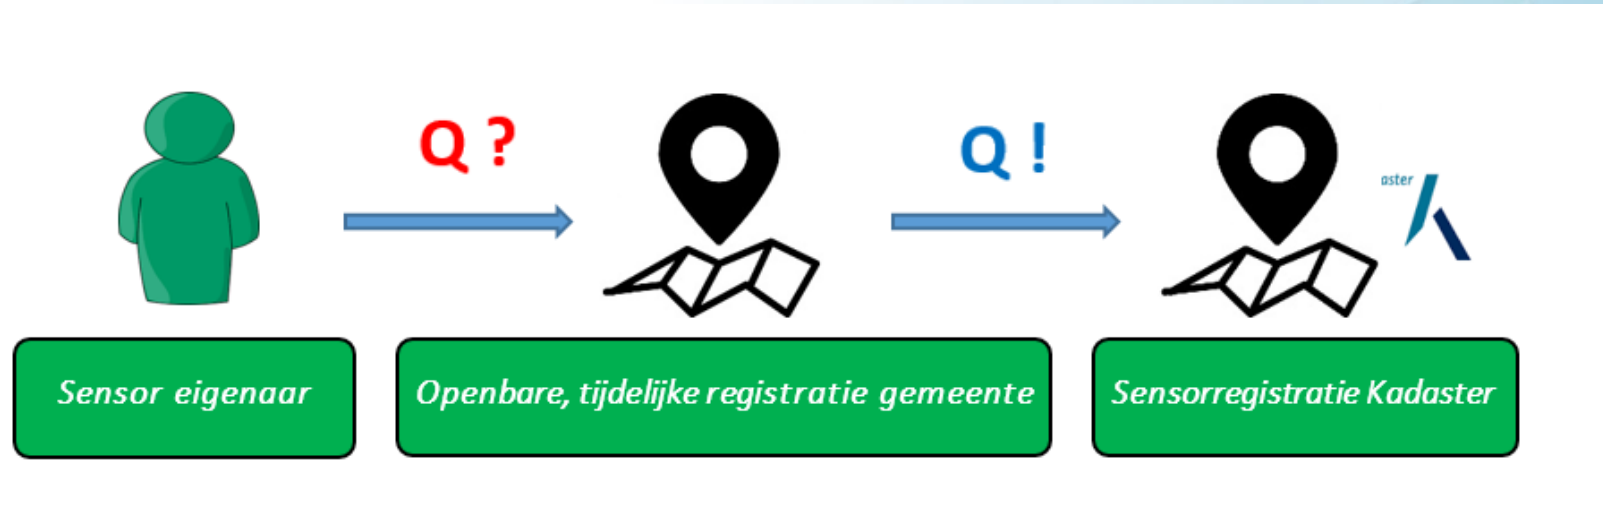 Q ?
Q !
aster
Sensor eigenaar
Openbare, tijdelijke registratie gemeente
Sensorregistratie Kadaster